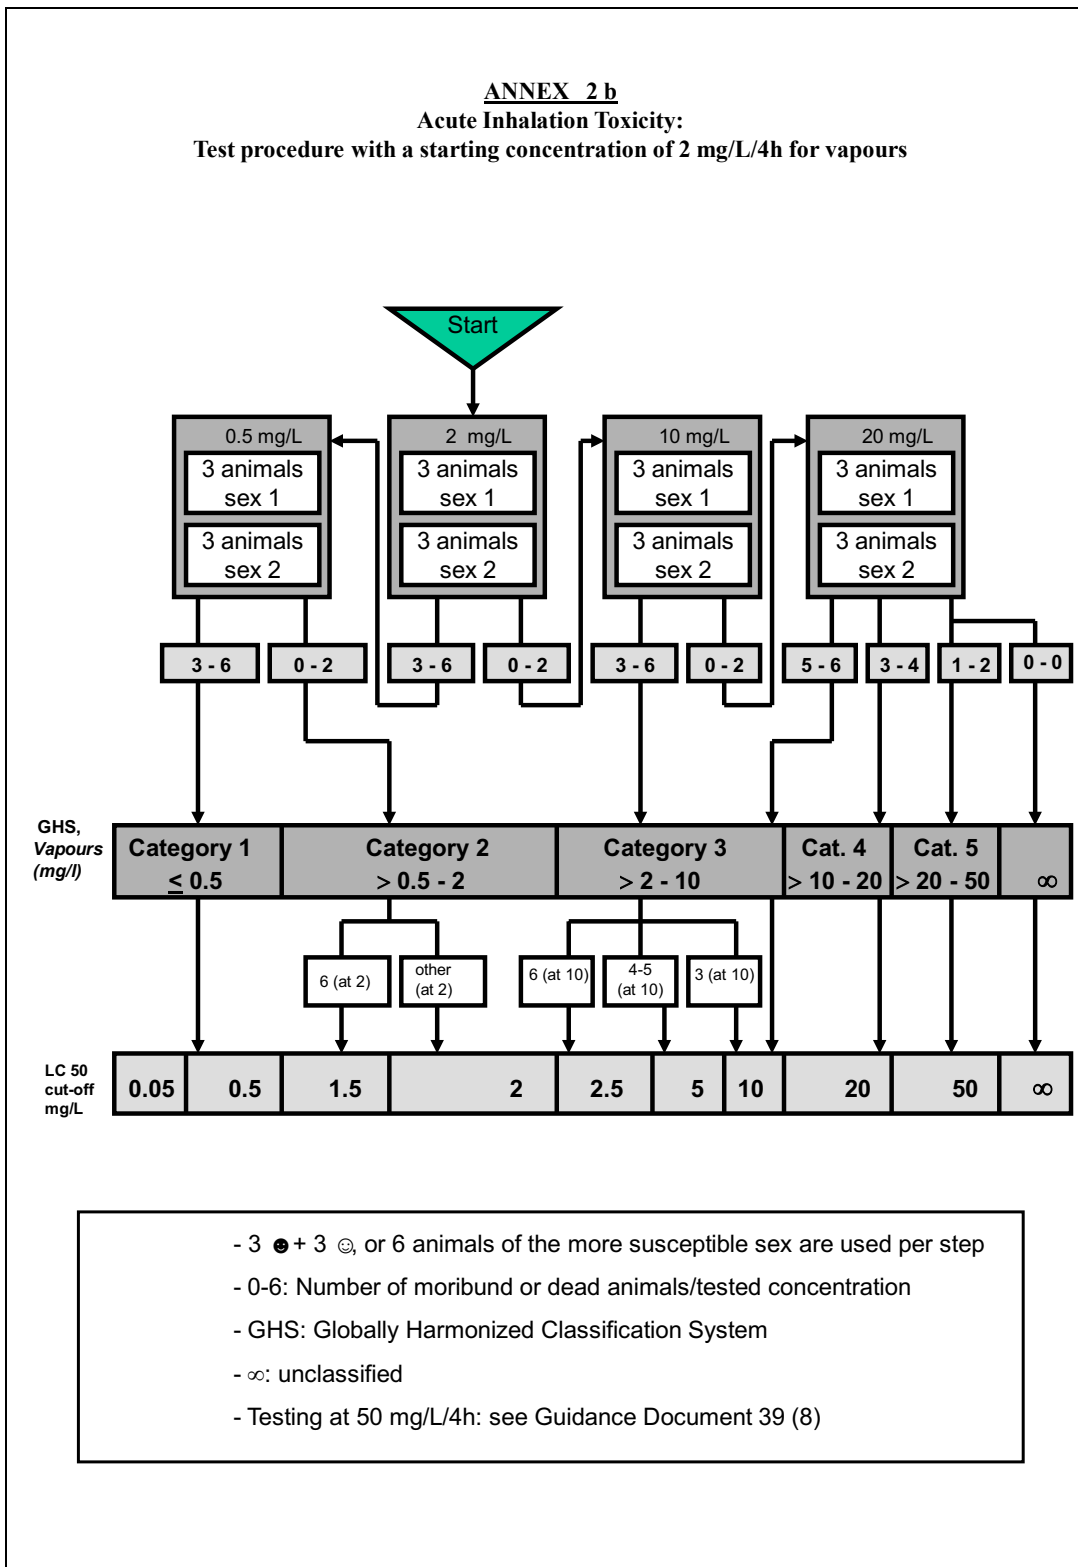 ANNEX 2 b
Acute Inhalation Toxicity:
Test procedure with a starting concentration of 2 mg/L/4h for vapours
Start
0.5 mg/L
3 animals
sex 1
3 animals
sex 2
2 mg/L
3 animals
sex 1
3 animals
sex 2
10 mg/L
3 animals
sex 1
3 animals
sex 2
20 mg/L
3 animals
sex 1
3 animals
sex 2
3 - 6
0 - 2
3 - 6
0 - 2
3 - 6
0 - 2
5 - 6
3 - 4
1 - 2
0 - 0
GHS,
Vapours
(mg/l)
Category 1
≤ 0.5
Category 2
> 0.5 - 2
Category 3
> 2 - 10
Cat. 4
> 10 - 20
Cat. 5
> 20 - 50
∞
6 (at 2)
other
(at 2)
6 (at 10)
4-5
(at 10)
3 (at 10)
LC 50
cut-off
mg/L
0.05
0.5
1.5
2
2.5
5
10
20
50
∞
- 3 ☻+ 3 ☺, or 6 animals of the more susceptible sex are used per step
- 0-6: Number of moribund or dead animals/tested concentration
- GHS: Globally Harmonized Classification System
- ∞: unclassified
- Testing at 50 mg/L/4h: see Guidance Document 39 (8)